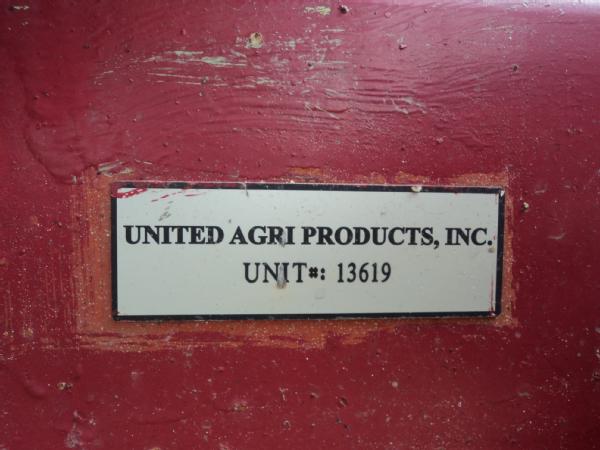 UNITED AGRI PRODUCTS, INC.
UNIT#: 13619